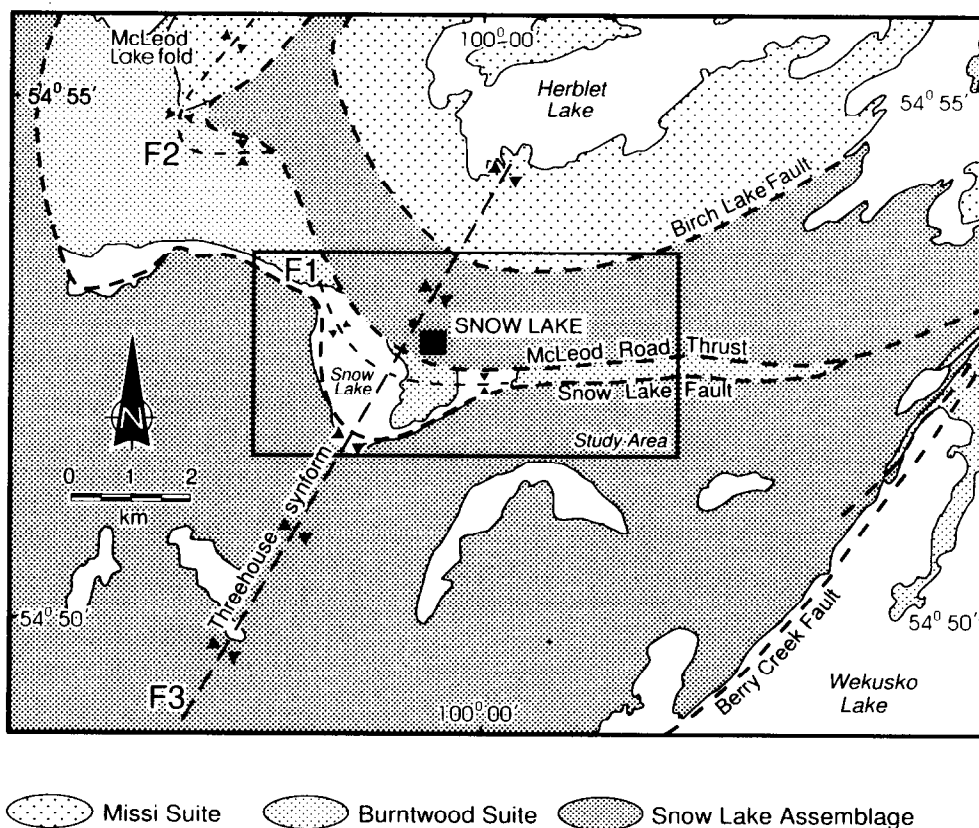 McLeod
Lake fold
100° 00′
54° 55′
Herblet
Lake
54° 55′
F2
Birch Lake Fault
F1
SNOW LAKE
McLeod Road Thrust
Snow
Lake
Snow Lake Fault
Study Area
N
0 1 2
km
Threehouse synform
54° 50′
54° 50′
Berry Creek Fault
F3
100° 00′
Wekusko
Lake
Missi Suite
Burntwood Suite
Snow Lake Assemblage